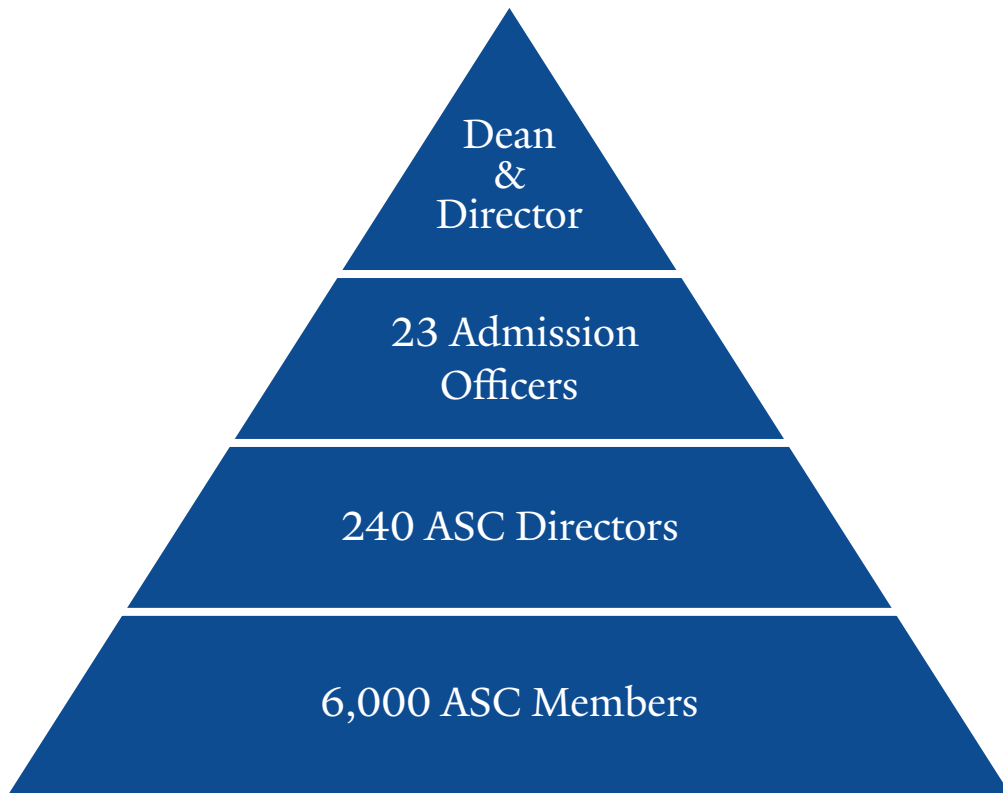 Dean
&
Director
23 Admission
Officers
240 ASC Directors
6,000 ASC Members